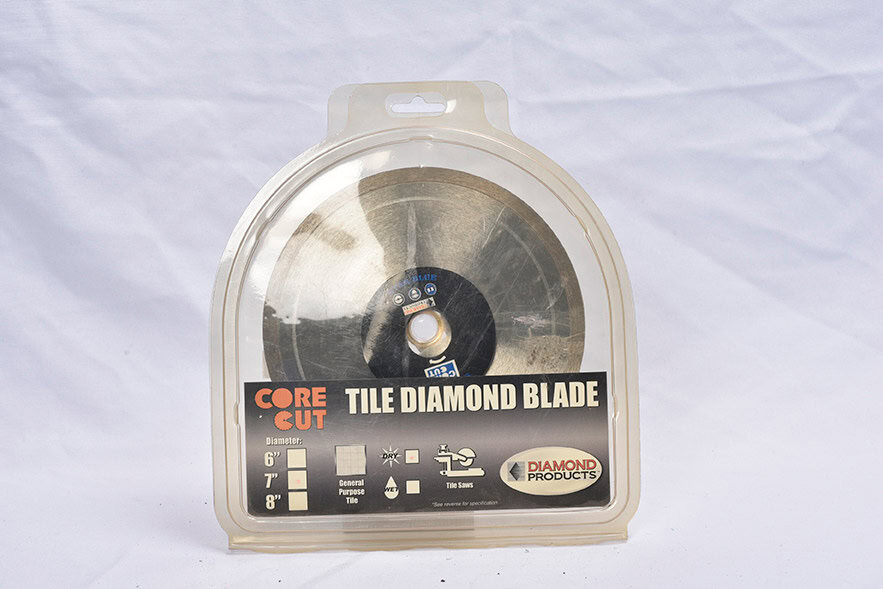 BLUE
CORE
CUT
TILE DIAMOND BLADE
Diameter:
6"
7"
8"
General
Purpose
Tile
DRY
WET
Tile Saws
*See reverse for specification.
DIAMOND
PRODUCTS